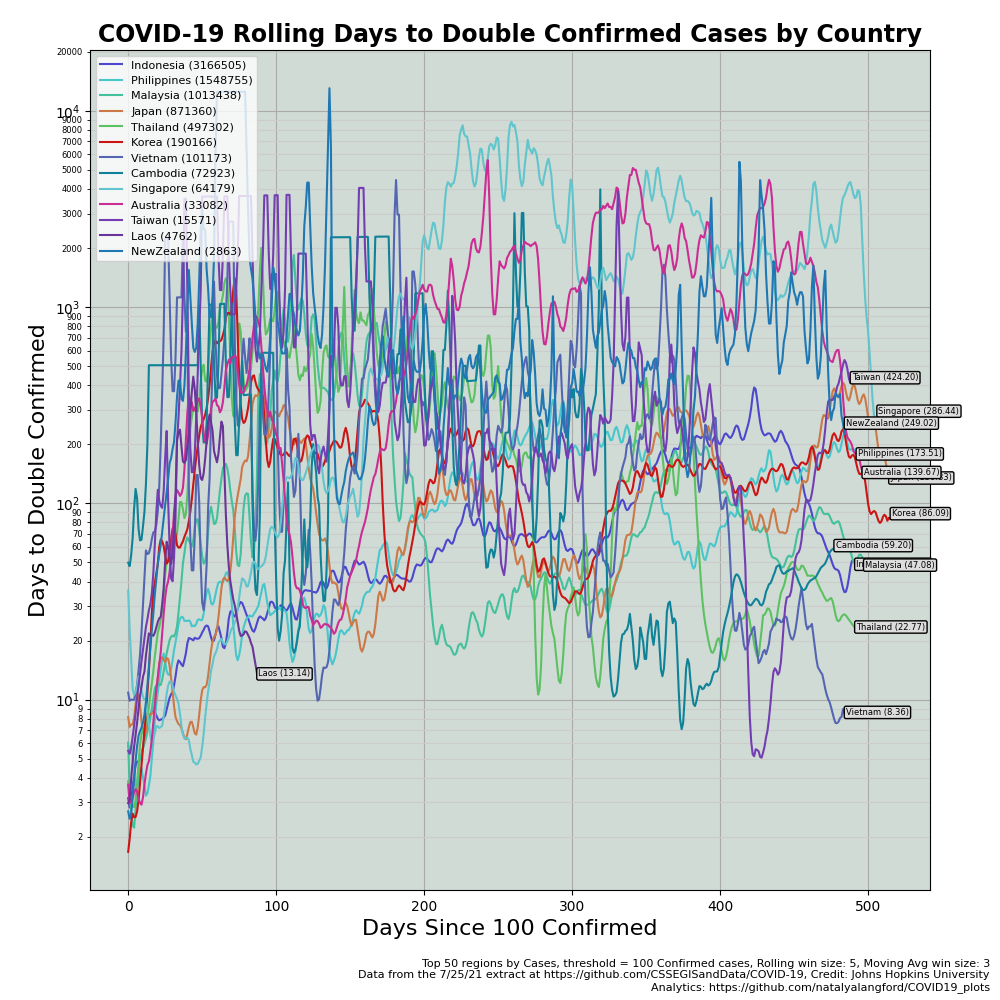 COVID-19 Rolling Days to Double Confirmed Cases by Country
Indonesia (3166505)
Philippines (1548755)
Malaysia (1013438)
Japan (871360)
Thailand (497302)
Korea (190166)
Vietnam (101173)
Cambodia (72923)
Singapore (64179)
Australia (33082)
Taiwan (15571)
Laos (4762)
NewZealand (2863)
Days to Double Confirmed
20000
10^4
9000
8000
7000
6000
5000
4000
3000
2000
10^3
900
800
700
600
500
400
300
200
10^2
90
80
70
60
50
40
30
20
10^1
9
8
7
6
5
4
3
2
Taiwan (424.20)
Singapore (286.44)
NewZealand (249.02)
Philippines (173.51)
Australia (139.67)
Korea (86.09)
Cambodia (59.20)
Malaysia (47.08)
Thailand (22.77)
Laos (13.14)
Vietnam (8.36)
0 100 200 300 400 500
Days Since 100 Confirmed
Top 50 regions by Cases, threshold = 100 Confirmed cases, Rolling win size: 5, Moving Avg win size: 3
Data from the 7/25/21 extract at https://github.com/CSSEGISandData/COVID-19, Credit: Johns Hopkins University
Analytics: https://github.com/natalyalangford/COVID19_plots